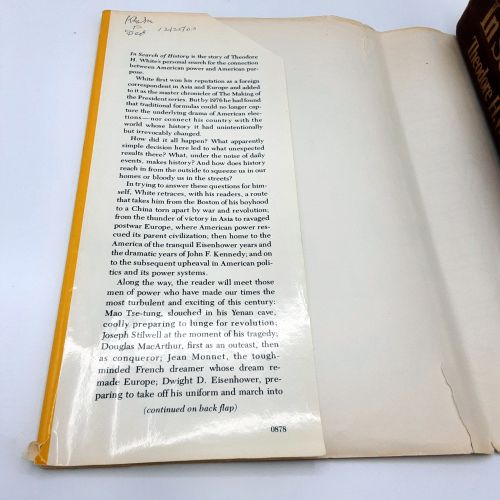 12/25/03
In Search of History is the story of Theodore
H. White's personal search for the connection
between American power and American pur-
pose.
White first won his reputation as a foreign
correspondent in Asia and Europe and added
to it as the master chronicler of The Making of
the President series. But by 1976 he had found
that traditional formulas could no longer cap-
ture the underlying drama of American elec-
tions—nor connect his country with the
world whose history it had unintentionally
but irrevocably changed.
How did it all happen? What apparently
simple decision here led to what unexpected
results there? What, under the noise of daily
events, makes history? And how does history
reach in from the outside to squeeze us in our
homes or bloody us in the streets?
In trying to answer these questions for him-
self, White retraces, with his readers, a route
that takes him from the Boston of his boyhood
to a China torn apart by war and revolution;
from the thunder of victory in Asia to ravaged
postwar Europe, where American power res-
cued its parent civilization; then home to the
America of the tranquil Eisenhower years and
the dramatic years of John F. Kennedy; and on
to the subsequent upheaval in American poli-
tics and its power systems.
Along the way, the reader will meet those
men of power who have made our times the
most turbulent and exciting of this century:
Mao Tse-tung, slouched in his Yenan cave,
coolly preparing to lunge for revolution;
Joseph Stilwell at the moment of his tragedy;
Douglas MacArthur, first as an outcast, then
as conqueror; Jean Monnet, the tough-
minded French dreamer whose dream re-
made Europe; Dwight D. Eisenhower, pre-
paring to take off his uniform and march into
(continued on back flap)
0878
Theodore